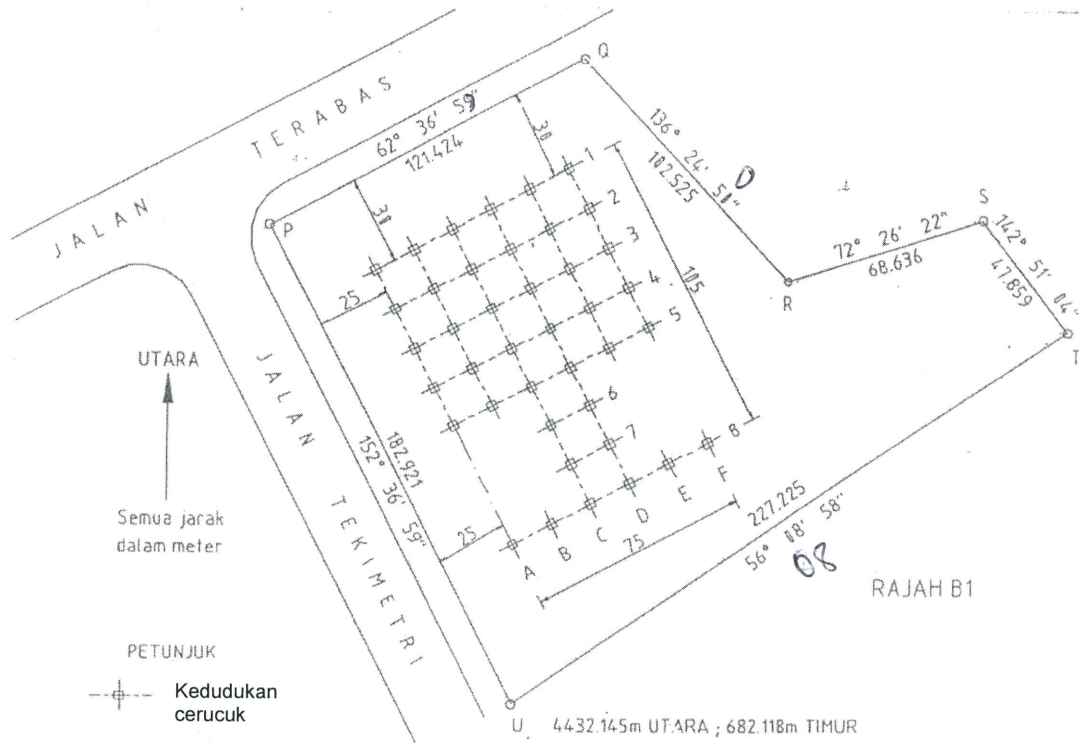 JALAN TERABAS
62° 36' 59"
121.424
Q
30
30
P
136° 24' 50"
102.525
0
S
72° 26' 22"
68.636
R
142° 51' 04"
47.859
T
1
2
3
4
5
6
7
8
105
25
25
UTARA
JALAN TEKIMETRI
182.921
152° 36' 59"
Semua jarak
dalam meter
A
B
C
D
E
F
75
227.225
56° 08' 58"
08
RAJAH B1
PETUNJUK
Kedudukan
cerucuk
U 4432.145m UTARA ; 682.118m TIMUR